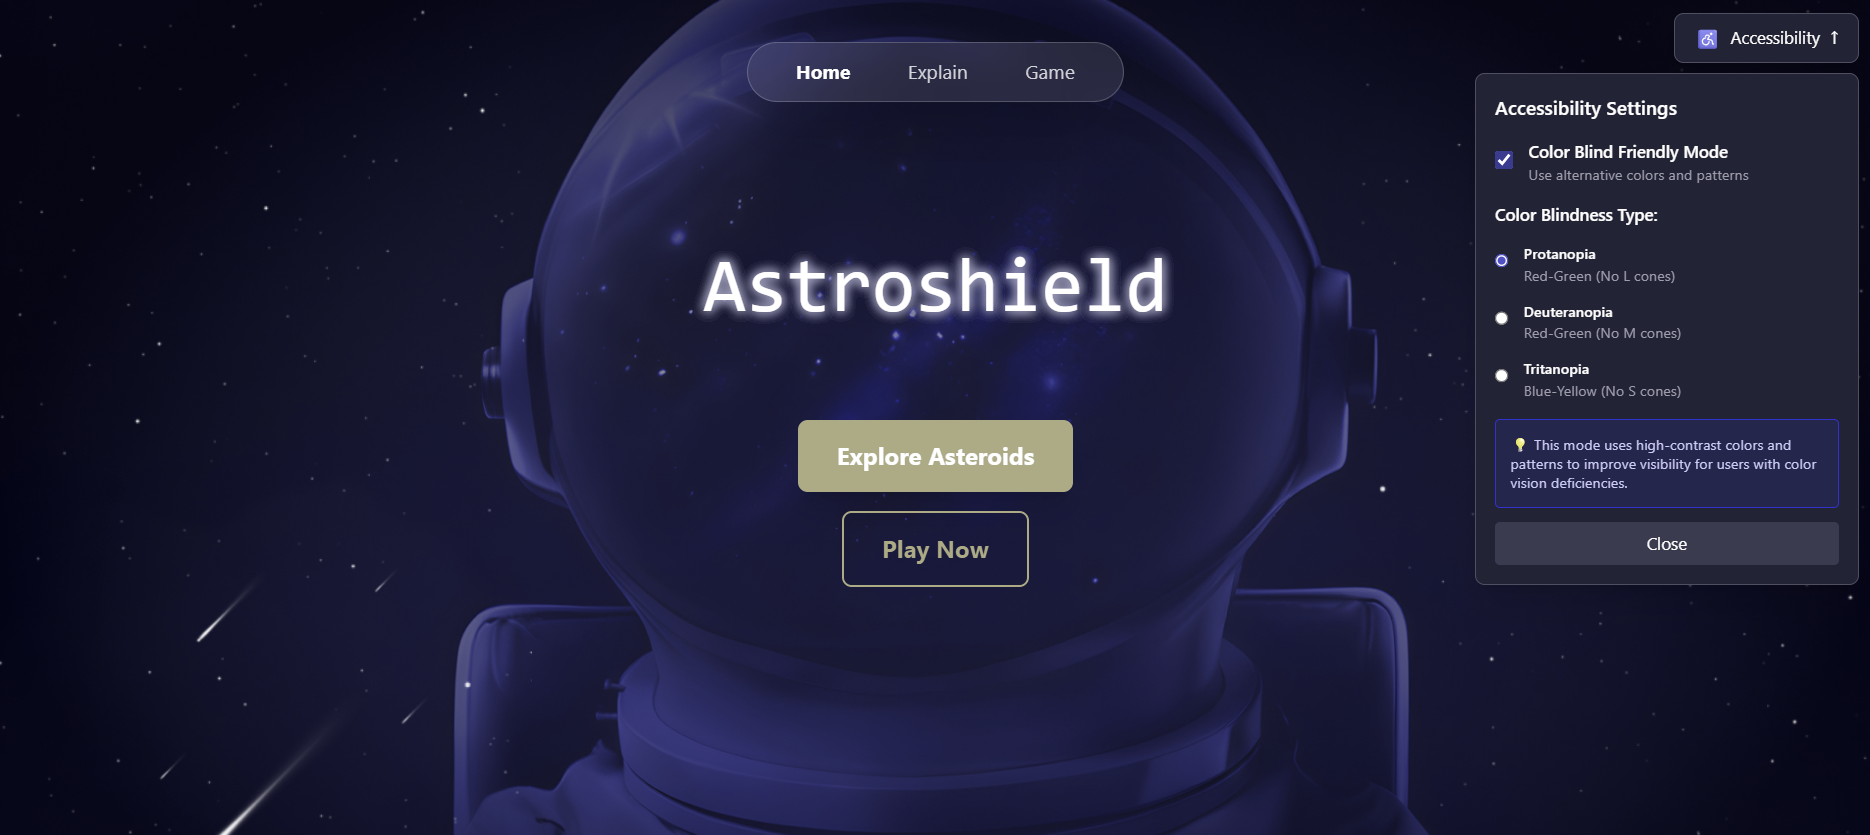 Home Explain Game
Accessibility ↑
Astroshield
Explore Asteroids
Play Now
Accessibility Settings
Color Blind Friendly Mode
Use alternative colors and patterns
Color Blindness Type:
Protanopia
Red-Green (No L cones)
Deuteranopia
Red-Green (No M cones)
Tritanopia
Blue-Yellow (No S cones)
💡 This mode uses high-contrast colors and
patterns to improve visibility for users with color
vision deficiencies.
Close